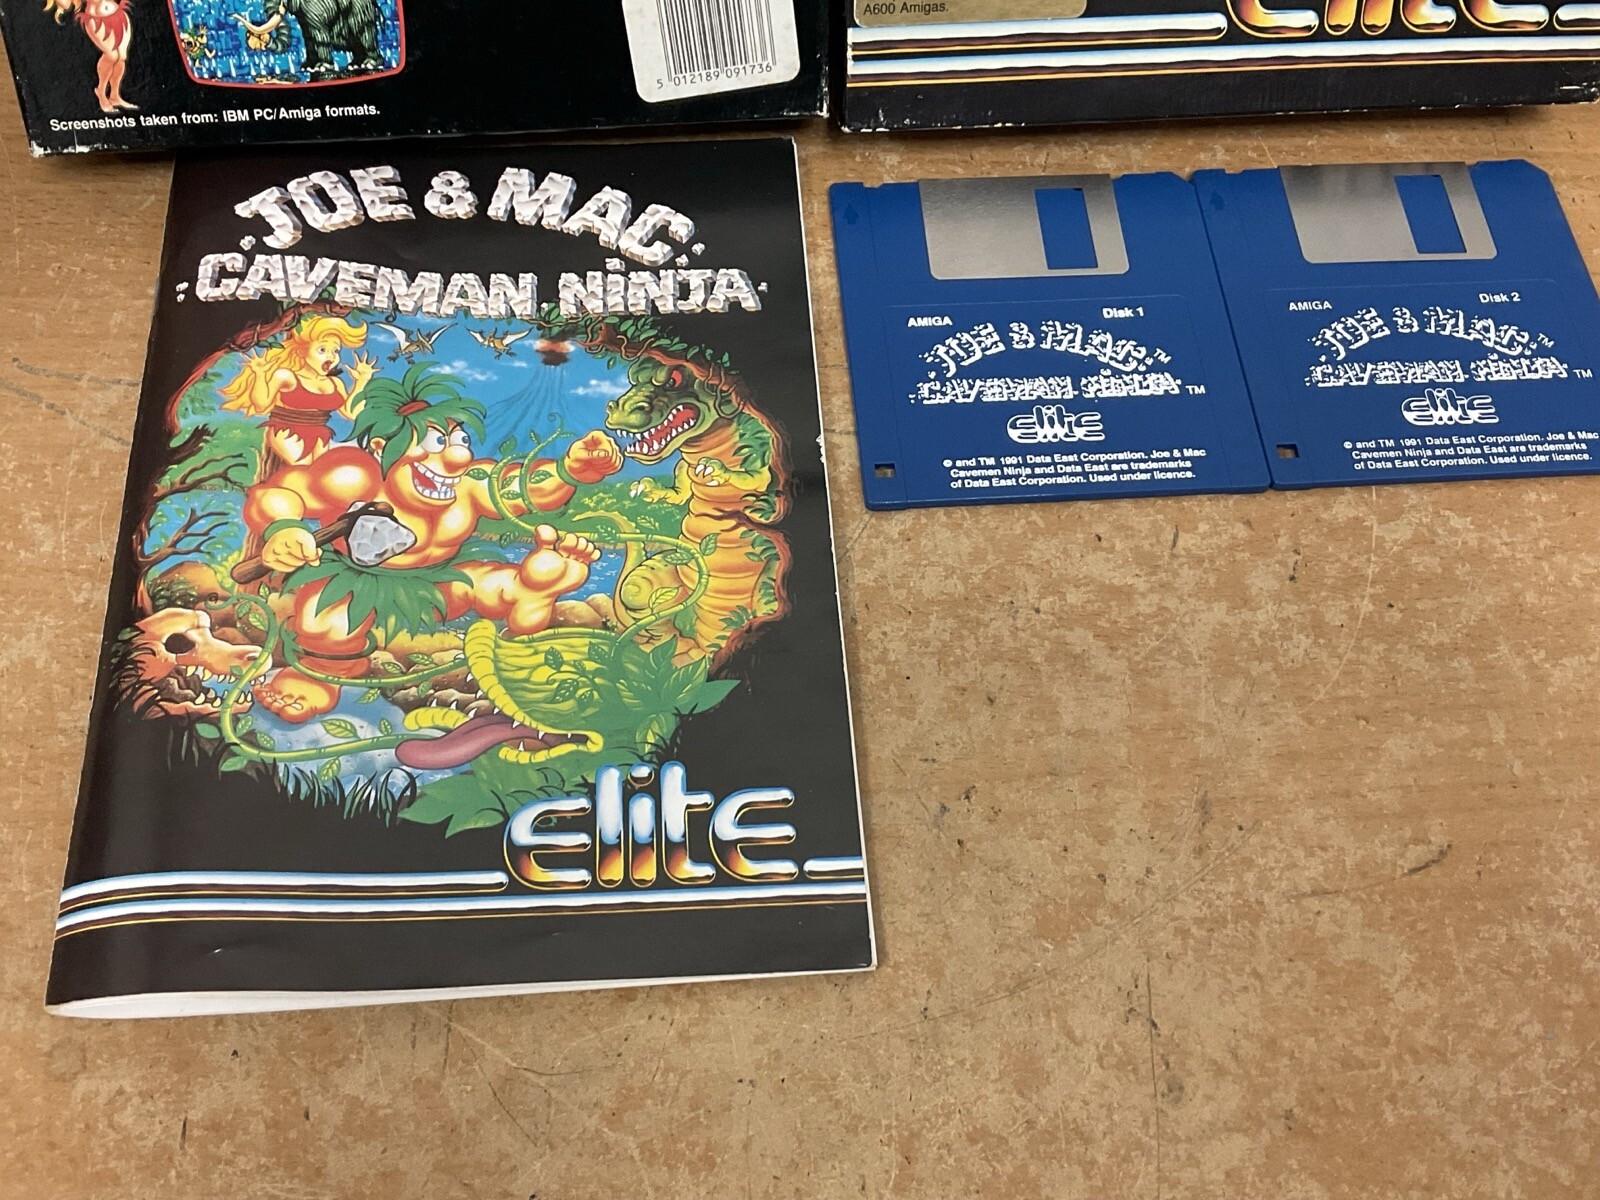 A600 Amigas.
elite
5 012189 091736
Screenshots taken from: IBM PC/Amiga formats.
JOE & MAC
CAVEMAN NINJA
elite
AMIGA
Disk 1
JOE & MAC TM
CAVEMAN NINJA TM
elite
© and TM 1991 Data East Corporation. Joe & Mac
Cavemen Ninja and Data East are trademarks
of Data East Corporation. Used under licence.
AMIGA
Disk 2
JOE & MAC TM
CAVEMAN NINJA TM
elite
© and TM 1991 Data East Corporation. Joe & Mac
Cavemen Ninja and Data East are trademarks
of Data East Corporation. Used under licence.